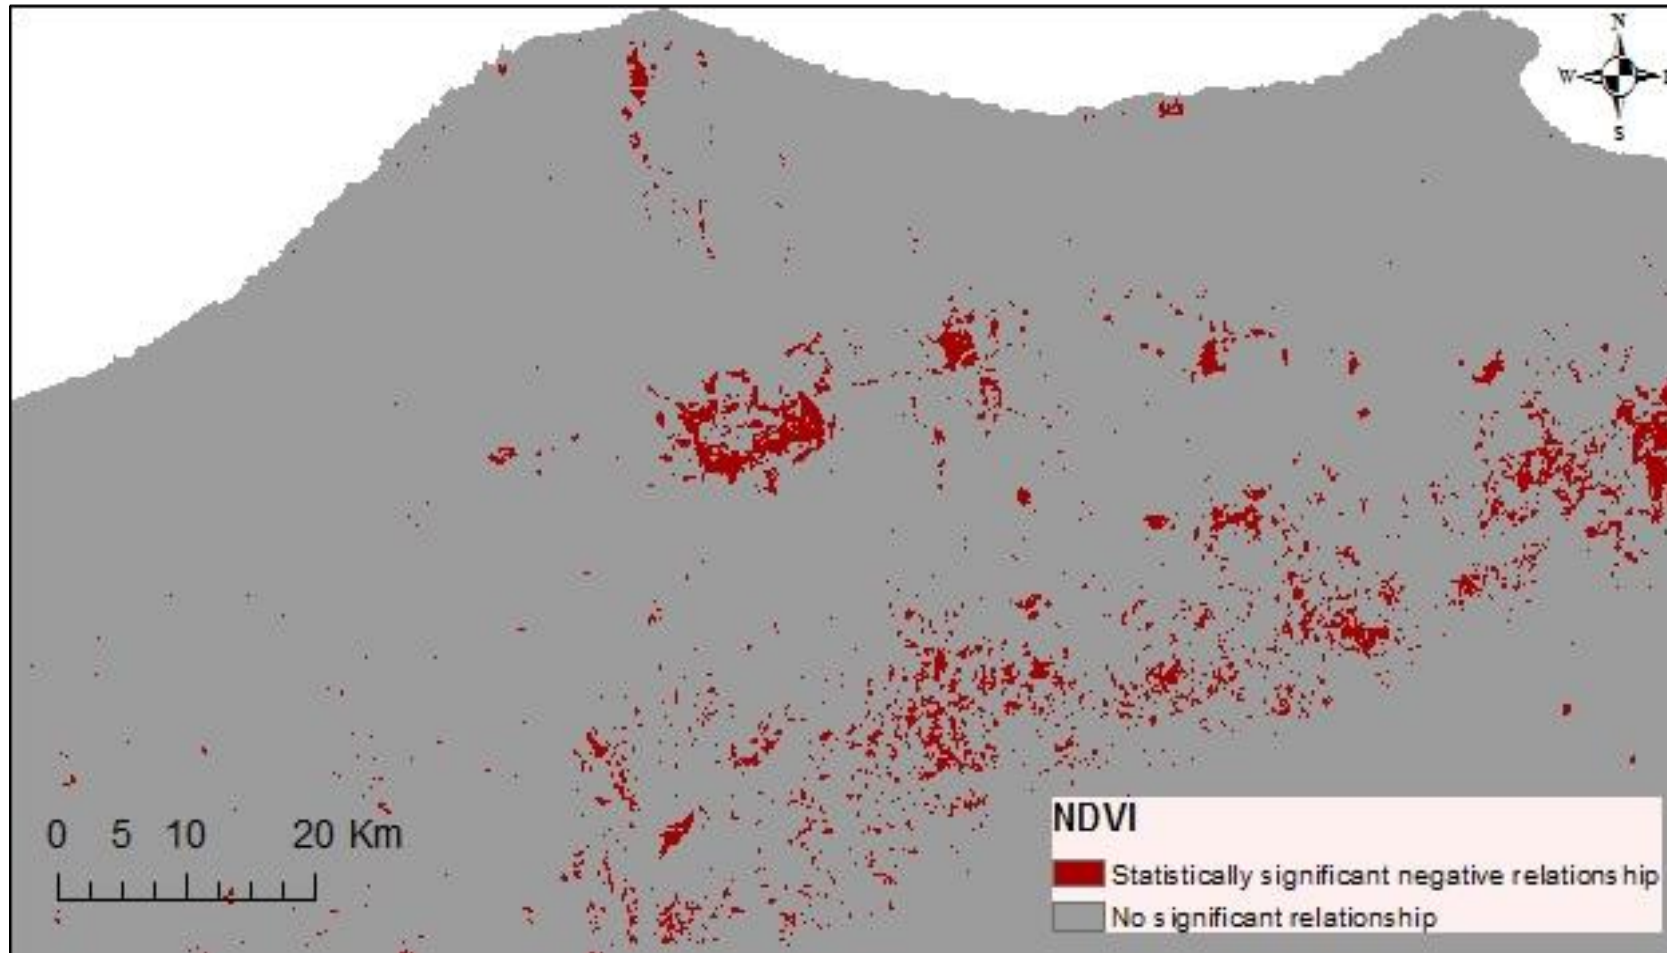 N
W
S
0 5 10 20 Km
NDVI
Statistically significant negative relationship
No significant relationship